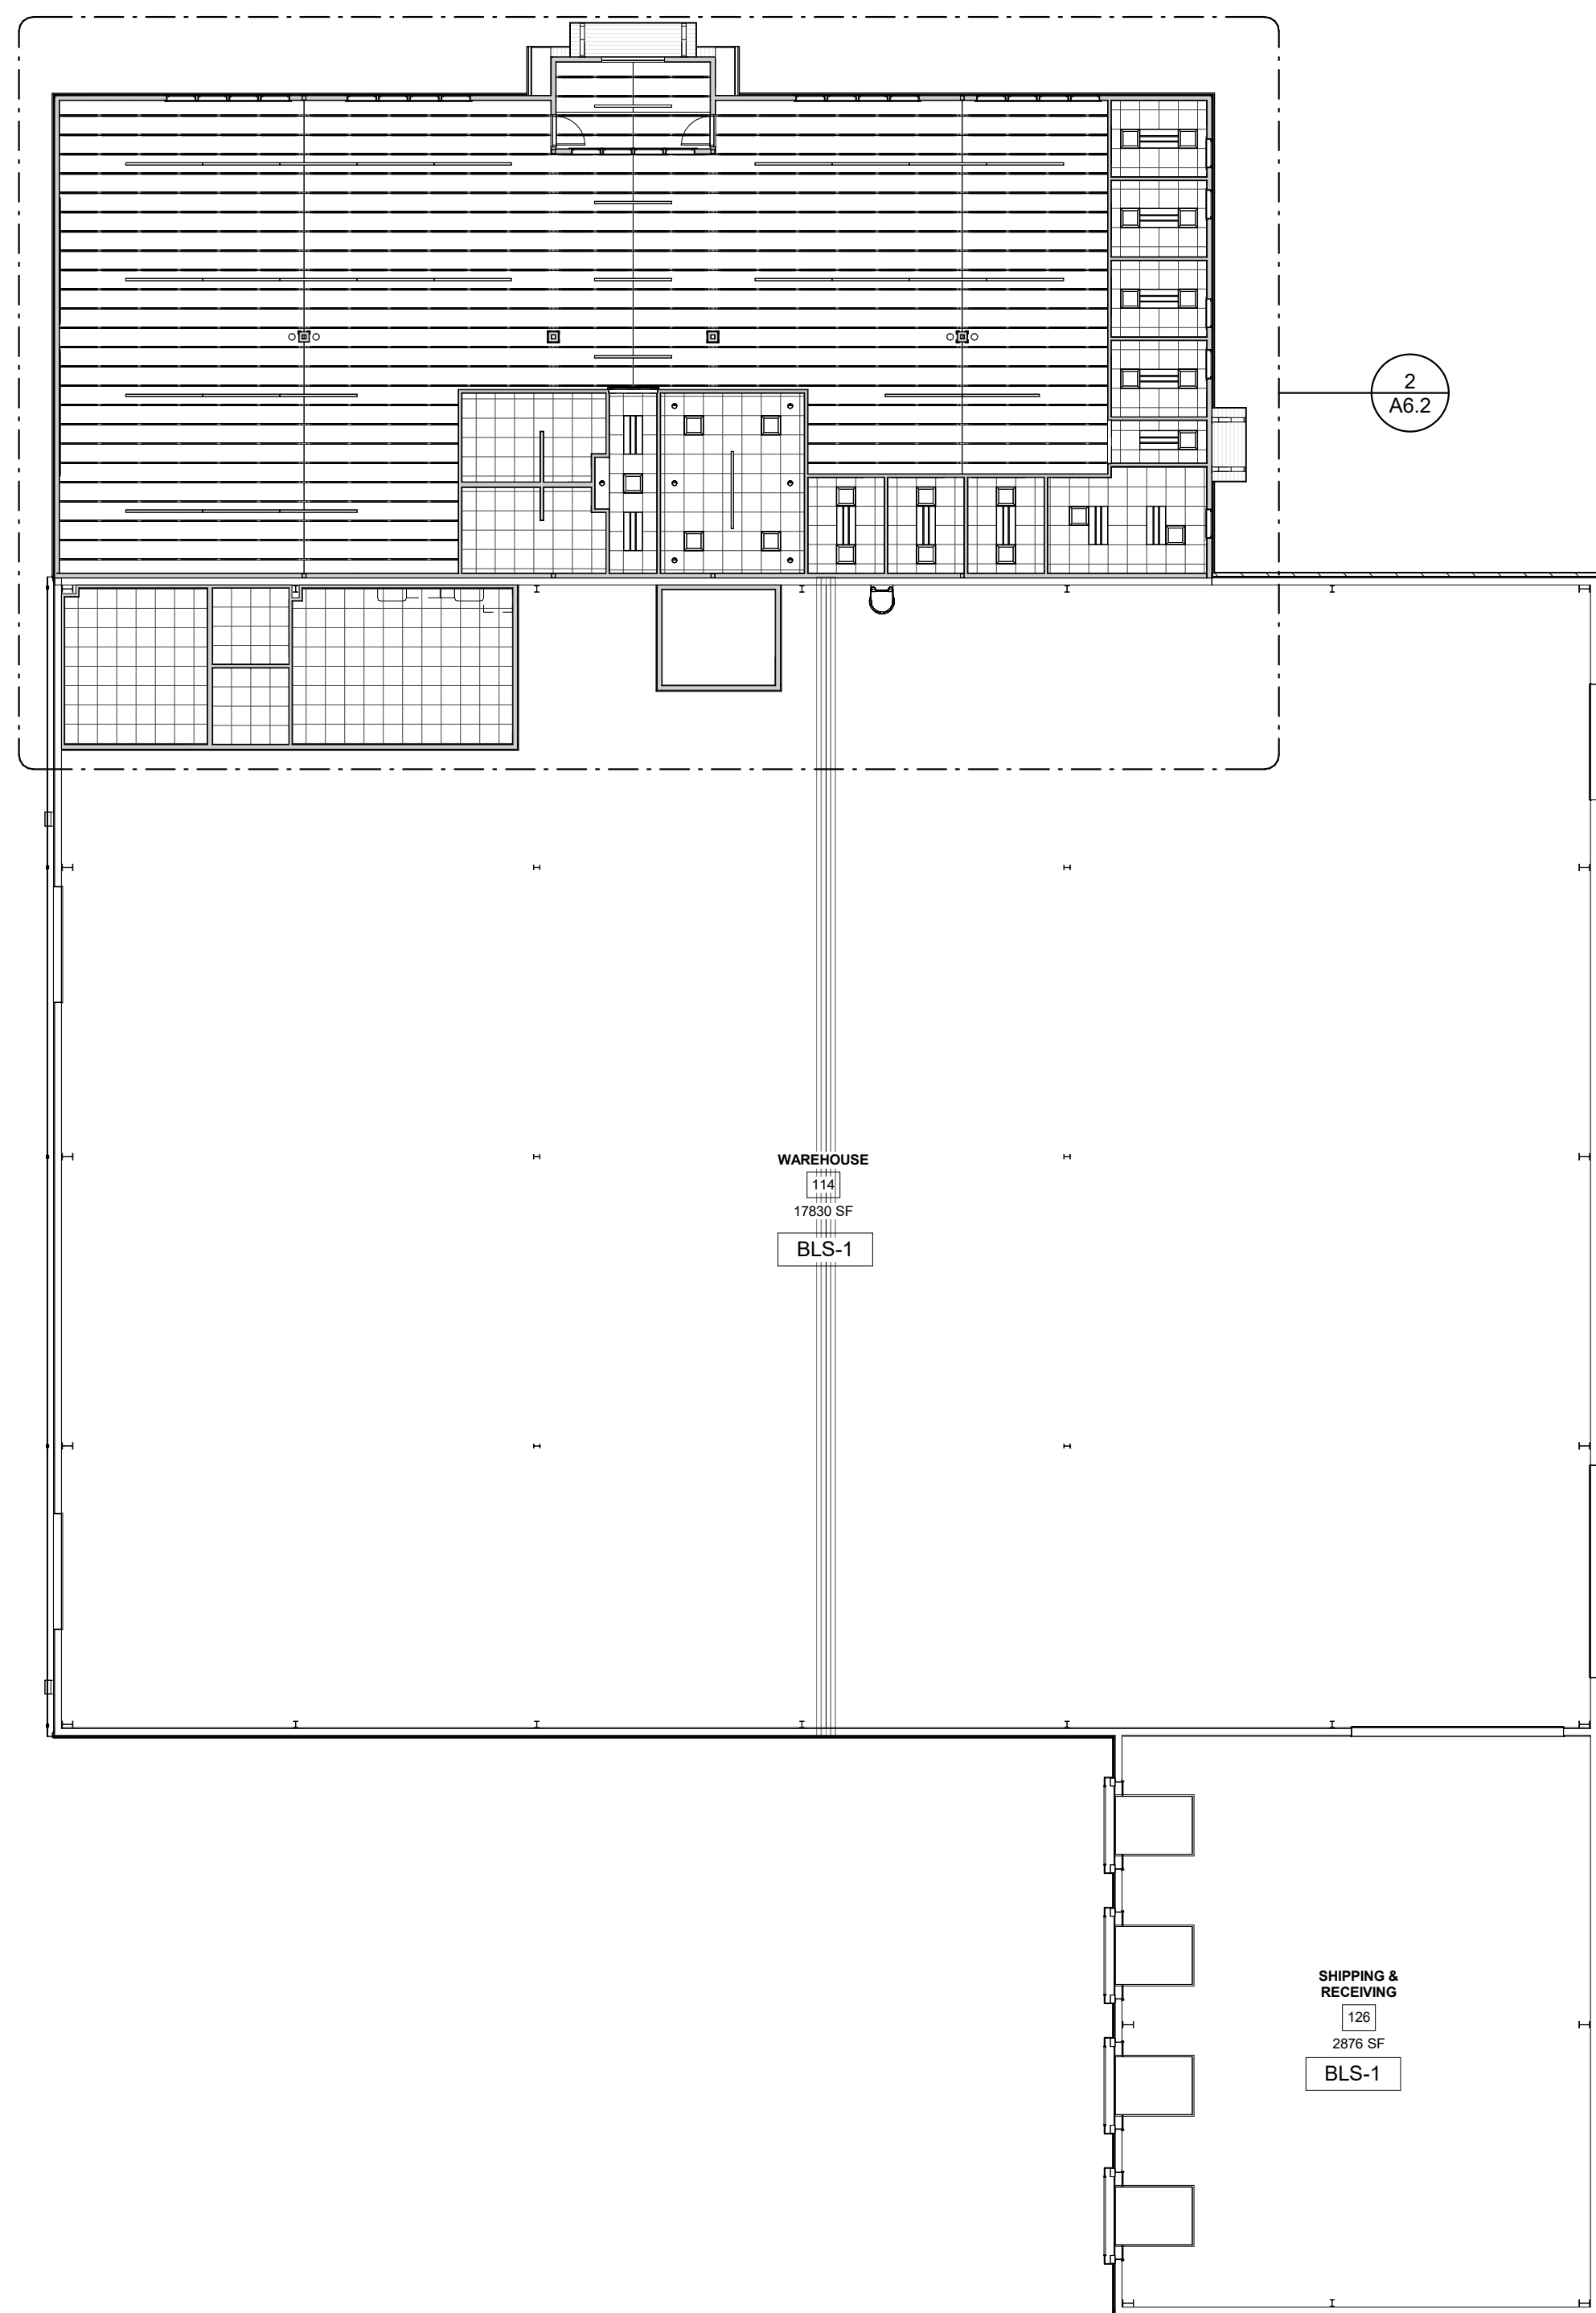 2
A6.2
WAREHOUSE
114
17830 SF
BLS-1
SHIPPING &
RECEIVING
126
2876 SF
BLS-1